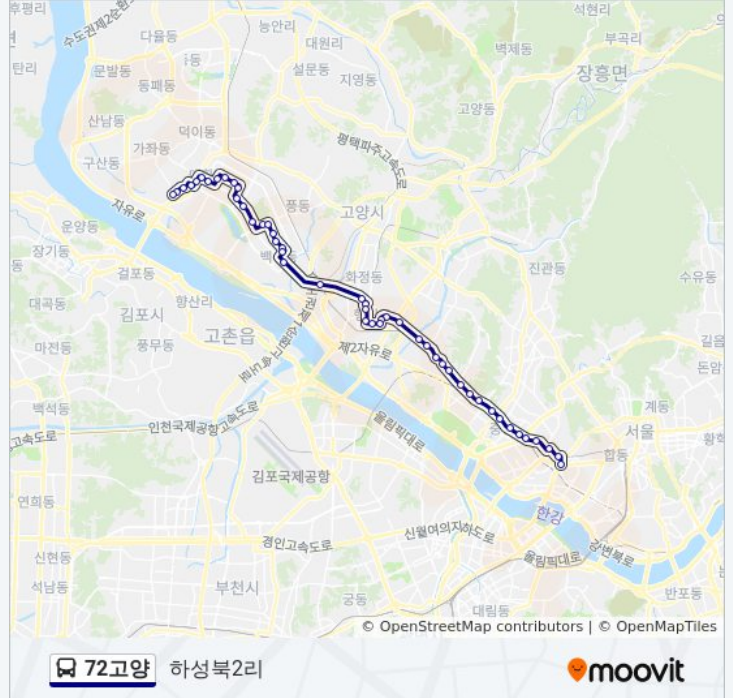 후평리
수도권제2순환
능안리
석현리
다율동
대원리
부곡리
벽제동
탄리
문발동
설문동
지영동
장흥면
동패동
고양동
산남동
덕이동
평택파주고속도로
가좌동
구산동
자유로
풍동
고양시
운양동
장기동
진관동
걸포동
화정동
수유동
대곡동
향산리
김포시
고촌읍
길음
마전동
풍무동
제2자유로
돈암
백석동
계동
인천국제공항고속도로
고속도로
올림픽대로
서울
황학
합동
김포국제공항
연희동
한강
신월여의지하도로
경인고속도로
올림픽대로
강변북로
신현동
석남동
부천시
궁동
반포동
대림동
© OpenStreetMap contributors | © OpenMapTiles
72고양 하성북2리
moovit